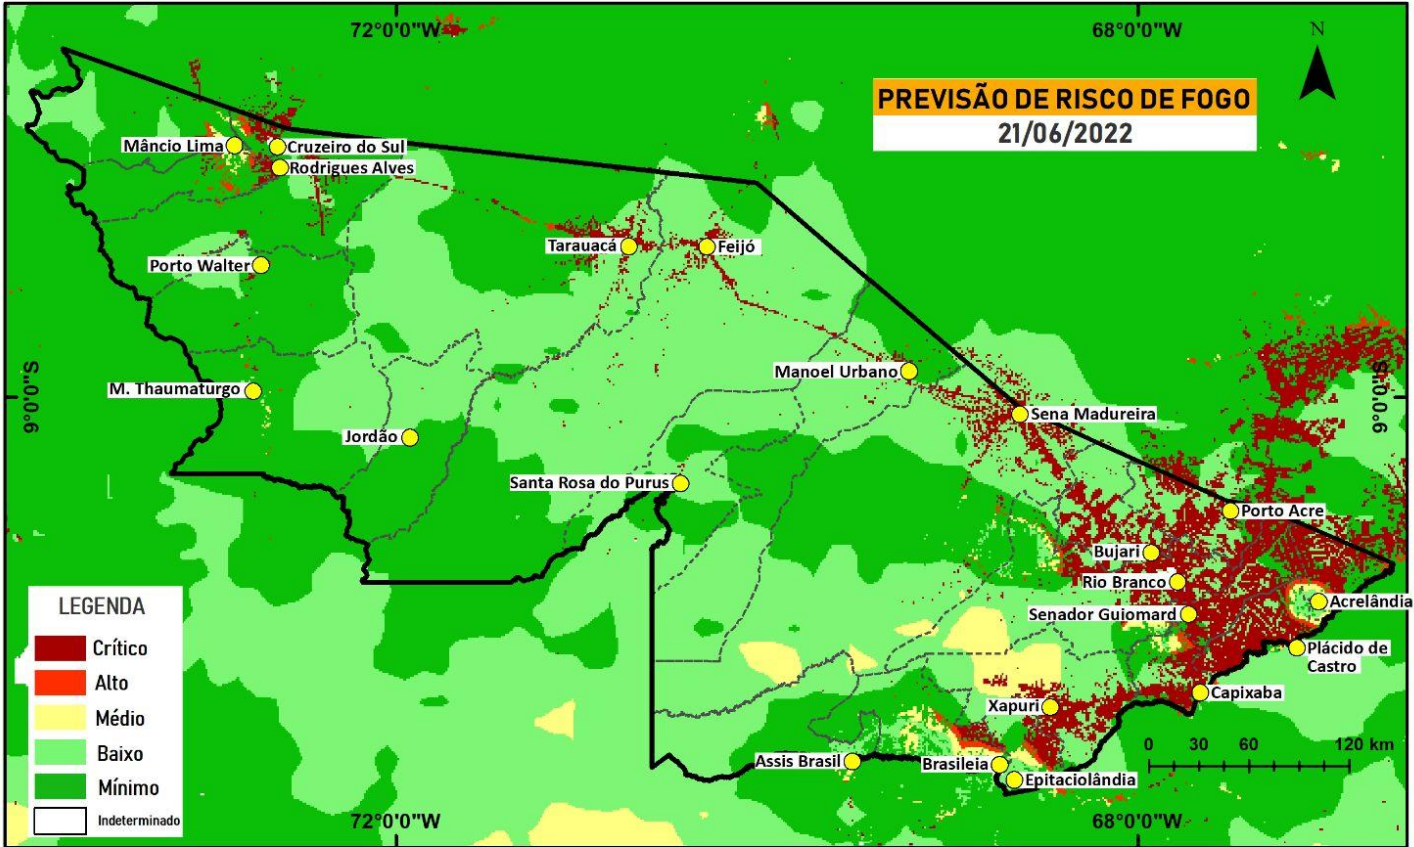 72°0'0"W
68°0'0"W
N
PREVISÃO DE RISCO DE FOGO
21/06/2022
Mâncio Lima
Cruzeiro do Sul
Rodrigues Alves
Tarauacá
Feijó
Porto Walter
Manoel Urbano
9°0'0"S
9°0'0"S
M. Thaumaturgo
Sena Madureira
Jordão
Santa Rosa do Purus
Porto Acre
Bujari
Rio Branco
Acrelândia
Senador Guiomard
Plácido de
Castro
Capixaba
Xapuri
Assis Brasil
Brasileia
Epitaciolândia
LEGENDA
Crítico
Alto
Médio
Baixo
Mínimo
Indeterminado
0 30 60 120 km
72°0'0"W
68°0'0"W